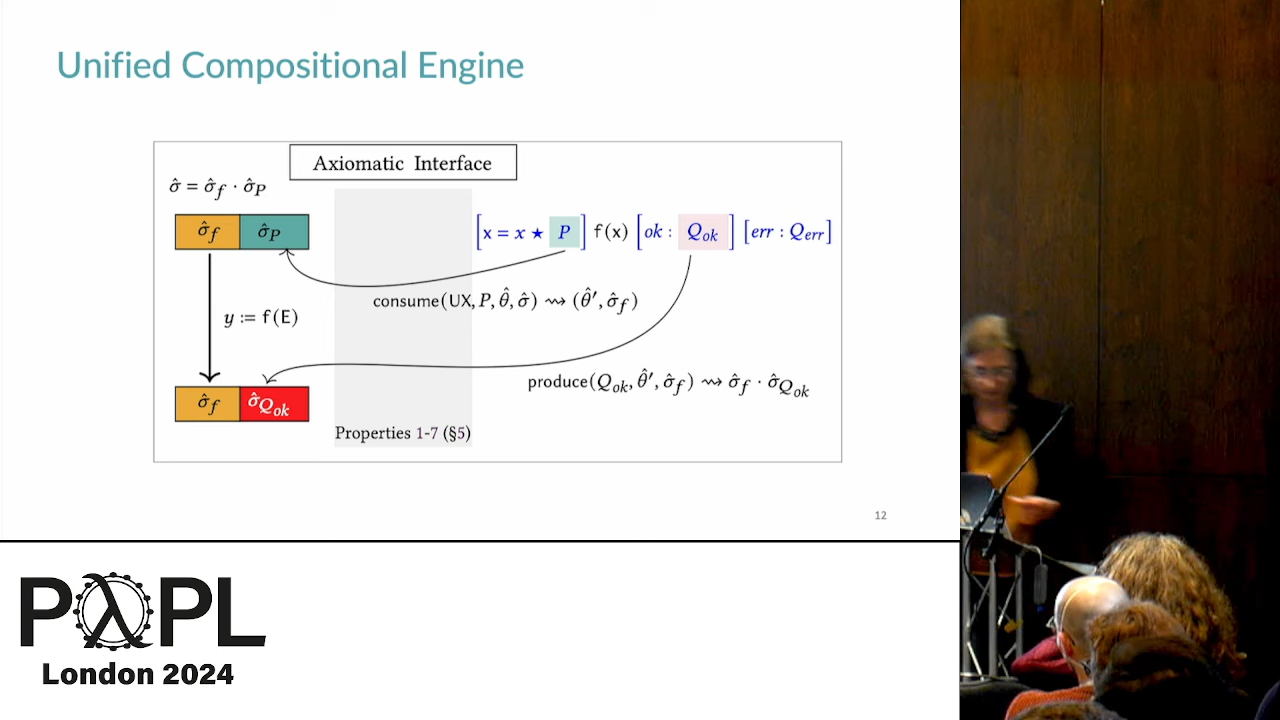 Unified Compositional Engine
Axiomatic Interface
σ̂ = σ̂f · σ̂P
σ̂f σ̂P
[x = x ⋆ P] f(x) [ok : Qok] [err : Qerr]
consume(UX, P, θ̂, σ̂) ⇝ (θ̂′, σ̂f)
y := f(E)
produce(Qok, θ̂′, σ̂f) ⇝ σ̂f · σ̂Qok
σ̂f σ̂Qok
Properties 1-7 (§5)
12
PλPL
London 2024